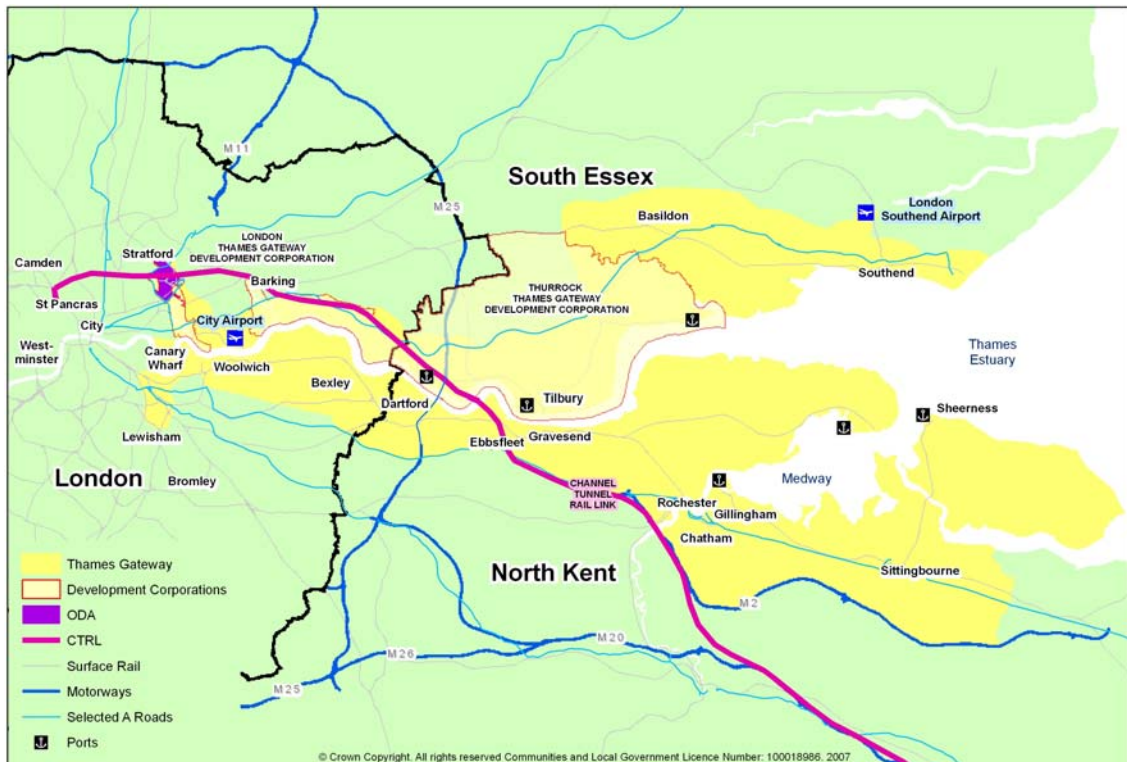 M11
South Essex
M25
Basildon
London
Southend Airport
Southend
LONDON
THAMES GATEWAY
DEVELOPMENT CORPORATION
Stratford
Camden
Barking
St Pancras
THURROCK
THAMES GATEWAY
DEVELOPMENT CORPORATION
City Airport
City
West-
minster
Canary
Wharf
Woolwich
Thames
Estuary
Bexley
Dartford
Tilbury
Sheerness
Lewisham
Ebbsfleet
Gravesend
London
Bromley
CHANNEL
TUNNEL
RAIL LINK
Medway
Rochester
Gillingham
Chatham
North Kent
Sittingbourne
M2
M20
M26
M25
Thames Gateway
Development Corporations
ODA
CTRL
Surface Rail
Motorways
Selected A Roads
Ports
© Crown Copyright. All rights reserved Communities and Local Government Licence Number: 100018986, 2007